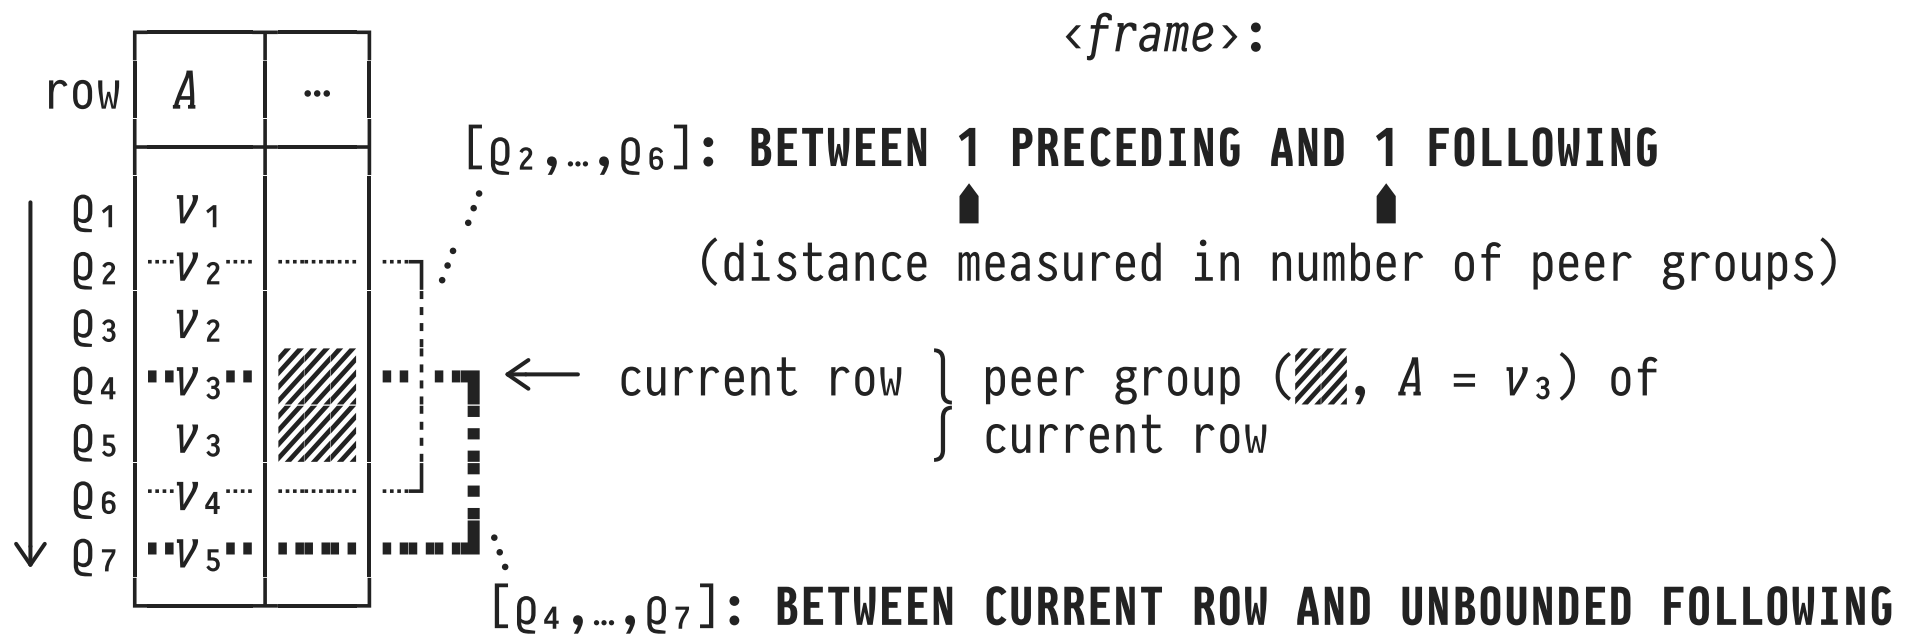 ‹frame›:
row A …
[ϱ₂,…,ϱ₆]: BETWEEN 1 PRECEDING AND 1 FOLLOWING
ϱ₁ v₁
(distance measured in number of peer groups)
ϱ₂ v₂
ϱ₃ v₂
ϱ₄ v₃ ← current row } peer group (▨, A = v₃) of
ϱ₅ v₃ current row
ϱ₆ v₄
ϱ₇ v₅
[ϱ₄,…,ϱ₇]: BETWEEN CURRENT ROW AND UNBOUNDED FOLLOWING